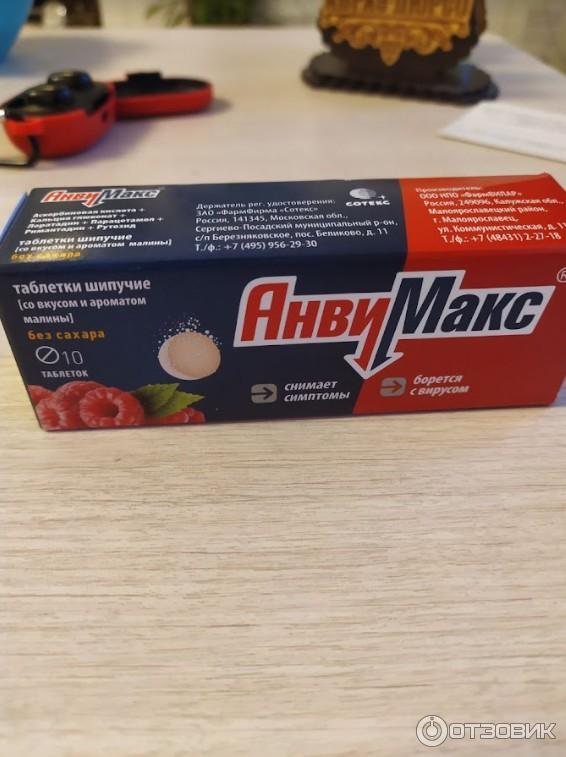 АнвиМакс
Аскорбиновая кислота +
Кальция глюконат +
Лоратадин + Парацетамол +
Римантадин + Рутозид
таблетки шипучие
(со вкусом и ароматом малины)
без сахара
Держатель рег. удостоверения:
ЗАО «ФармФирма «Сотекс»
Россия, 141345, Московская обл.,
Сергиево-Посадский муниципальный р-он,
с/п Березняковское, пос. Беликово, д. 11
Т./ф.: +7 (495) 956-29-30
СОТЕКС
Производитель:
ООО НПО «ФармВИЛАР»
Россия, 249096, Калужская обл.,
Малоярославецкий район,
г. Малоярославец,
ул. Коммунистическая, д. 11
Т./ф.: +7 (48431) 2-27-18
таблетки шипучие
[со вкусом и ароматом
малины]
без сахара
10
ТАБЛЕТОК
АнвиМакс®
снимает
симптомы
борется
с вирусом
ОТЗОВИК